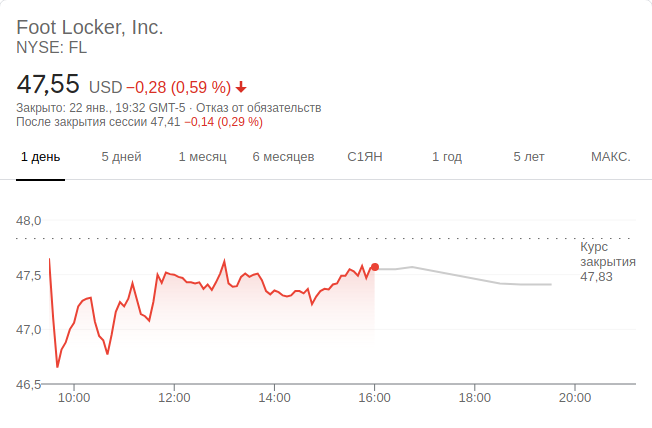 Foot Locker, Inc.
NYSE: FL
47,55 USD −0,28 (0,59 %)
Закрыто: 22 янв., 19:32 GMT-5 · Отказ от обязательств
После закрытия сессии 47,41 −0,14 (0,29 %)
1 день 5 дней 1 месяц 6 месяцев С1ЯН 1 год 5 лет МАКС.
48,0
Курс
закрытия
47,83
47,5
47,0
46,5
10:00 12:00 14:00 16:00 18:00 20:00